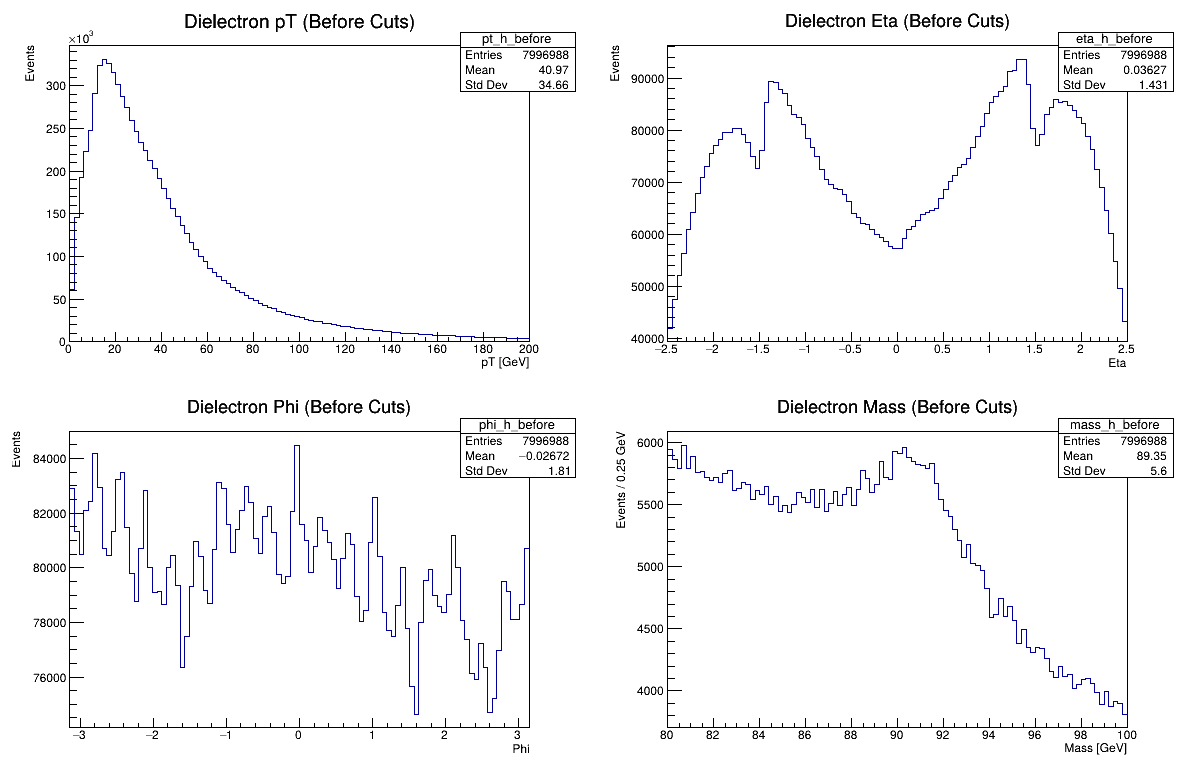 Dielectron pT (Before Cuts)
×10³
Events
pt_h_before
Entries 7996988
Mean 40.97
Std Dev 34.66
300
250
200
150
100
50
0
0 20 40 60 80 100 120 140 160 180 200
pT [GeV]
Dielectron Eta (Before Cuts)
Events
eta_h_before
Entries 7996988
Mean 0.03627
Std Dev 1.431
90000
80000
70000
60000
50000
40000
−2.5 −2 −1.5 −1 −0.5 0 0.5 1 1.5 2 2.5
Eta
Dielectron Phi (Before Cuts)
Events
phi_h_before
Entries 7996988
Mean −0.02672
Std Dev 1.81
84000
82000
80000
78000
76000
−3 −2 −1 0 1 2 3
Phi
Dielectron Mass (Before Cuts)
Events / 0.25 GeV
mass_h_before
Entries 7996988
Mean 89.35
Std Dev 5.6
6000
5500
5000
4500
4000
80 82 84 86 88 90 92 94 96 98 100
Mass [GeV]